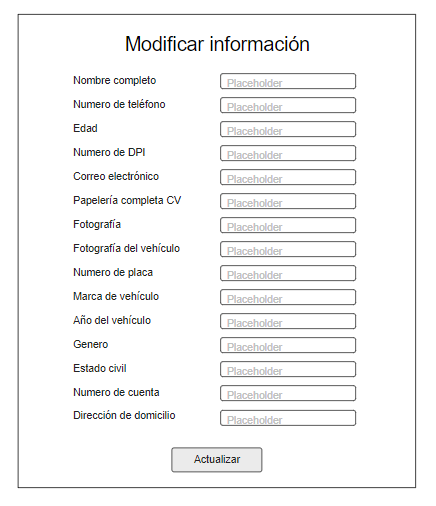 Modificar información
Nombre completo Placeholder
Numero de teléfono Placeholder
Edad Placeholder
Numero de DPI Placeholder
Correo electrónico Placeholder
Papelería completa CV Placeholder
Fotografía Placeholder
Fotografía del vehículo Placeholder
Numero de placa Placeholder
Marca de vehículo Placeholder
Año del vehículo Placeholder
Genero Placeholder
Estado civil Placeholder
Numero de cuenta Placeholder
Dirección de domicilio Placeholder
Actualizar